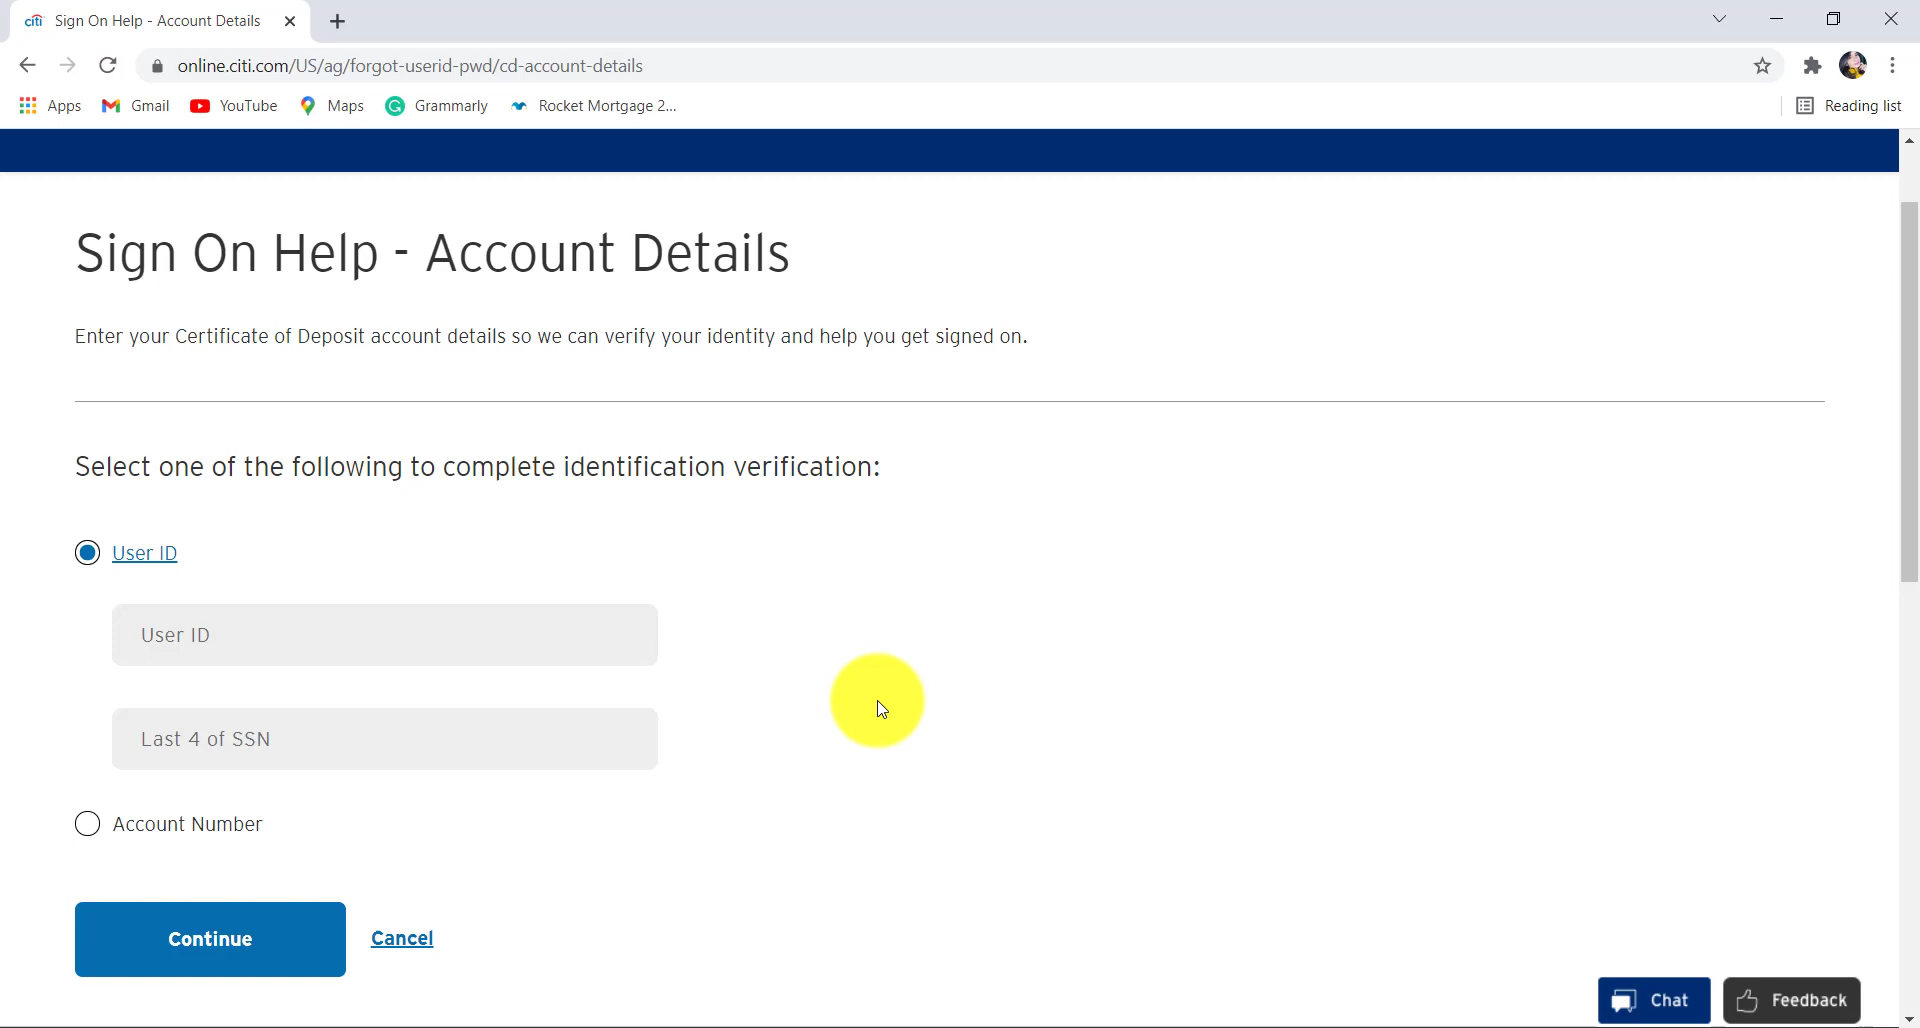 citi Sign On Help - Account Details
online.citi.com/US/ag/forgot-userid-pwd/cd-account-details
Apps Gmail YouTube Maps G Grammarly Rocket Mortgage 2... Reading list
Sign On Help - Account Details
Enter your Certificate of Deposit account details so we can verify your identity and help you get signed on.
Select one of the following to complete identification verification:
User ID
User ID
Last 4 of SSN
Account Number
Continue Cancel
Chat Feedback